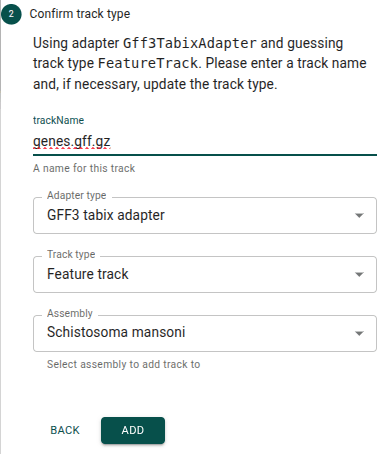 2 Confirm track type
Using adapter Gff3TabixAdapter and guessing
track type FeatureTrack. Please enter a track name
and, if necessary, update the track type.
trackName
genes.gff.gz
A name for this track
Adapter type
GFF3 tabix adapter
Track type
Feature track
Assembly
Schistosoma mansoni
Select assembly to add track to
BACK ADD